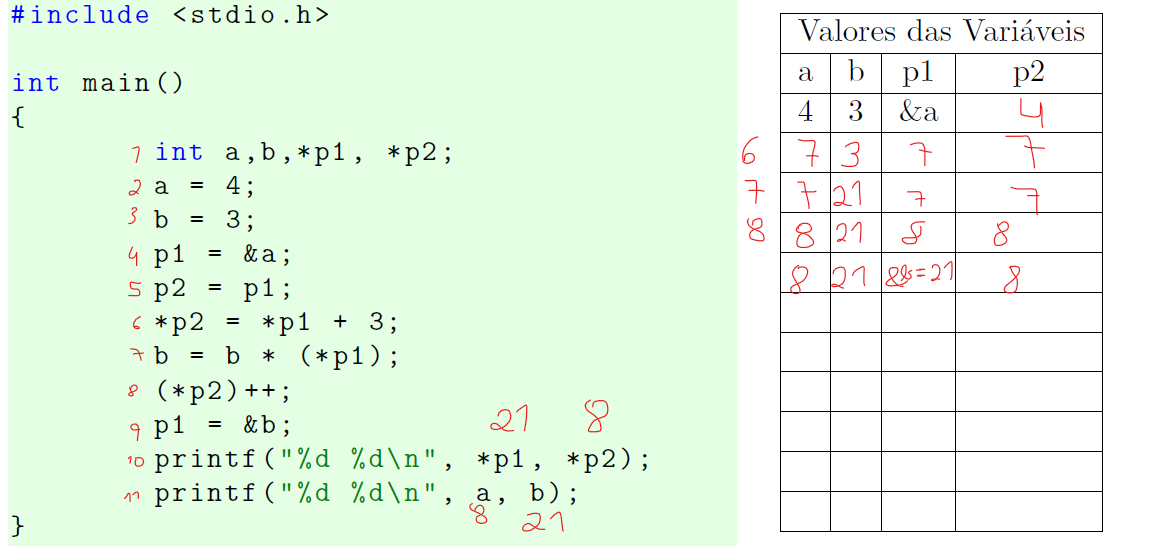 #include <stdio.h>
int main()
{
1 int a,b,*p1, *p2;
2 a = 4;
3 b = 3;
4 p1 = &a;
5 p2 = p1;
6 *p2 = *p1 + 3;
7 b = b * (*p1);
8 (*p2)++;
9 p1 = &b; 21 8
10 printf("%d %d\n", *p1, *p2);
11 printf("%d %d\n", a, b);
8 21
}
Valores das Variáveis
a b p1 p2
4 3 &a 4
6 7 3 7 7
7 7 21 7 7
8 8 21 8 8
8 21 &b=21 8